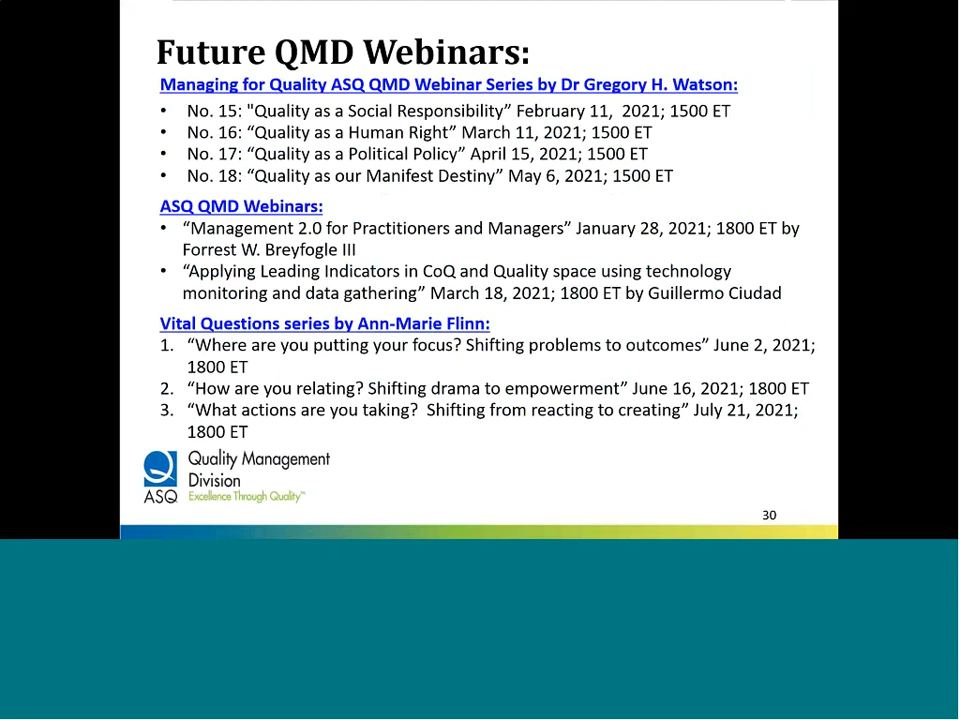 Future QMD Webinars:
Managing for Quality ASQ QMD Webinar Series by Dr Gregory H. Watson:
• No. 15: "Quality as a Social Responsibility” February 11,  2021; 1500 ET
• No. 16: “Quality as a Human Right” March 11, 2021; 1500 ET
• No. 17: “Quality as a Political Policy” April 15, 2021; 1500 ET
• No. 18: “Quality as our Manifest Destiny” May 6, 2021; 1500 ET
ASQ QMD Webinars:
• “Management 2.0 for Practitioners and Managers” January 28, 2021; 1800 ET by
Forrest W. Breyfogle III
• “Applying Leading Indicators in CoQ and Quality space using technology
monitoring and data gathering” March 18, 2021; 1800 ET by Guillermo Ciudad
Vital Questions series by Ann-Marie Flinn:
1. “Where are you putting your focus? Shifting problems to outcomes” June 2, 2021;
1800 ET
2. “How are you relating? Shifting drama to empowerment” June 16, 2021; 1800 ET
3. “What actions are you taking?  Shifting from reacting to creating” July 21, 2021;
1800 ET
Quality Management
Division
ASQ Excellence Through Quality™
30